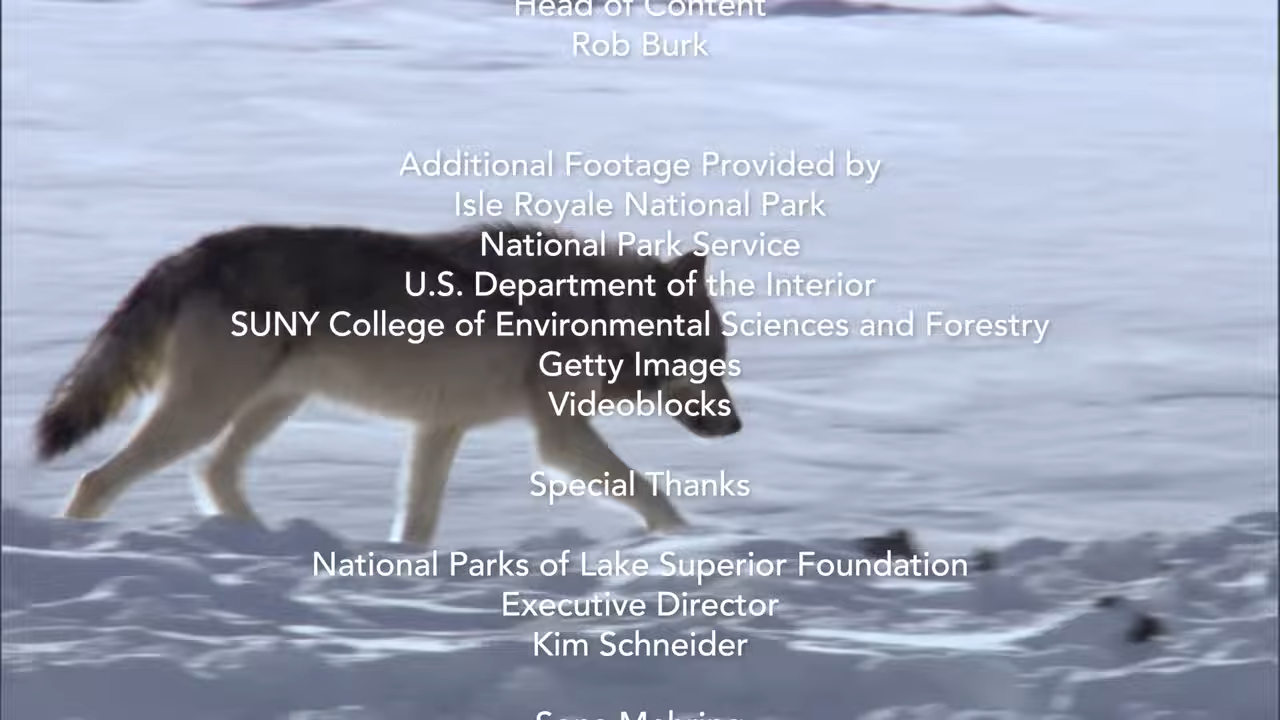 Head of Content
Rob Burk
Additional Footage Provided by
Isle Royale National Park
National Park Service
U.S. Department of the Interior
SUNY College of Environmental Sciences and Forestry
Getty Images
Videoblocks
Special Thanks
National Parks of Lake Superior Foundation
Executive Director
Kim Schneider